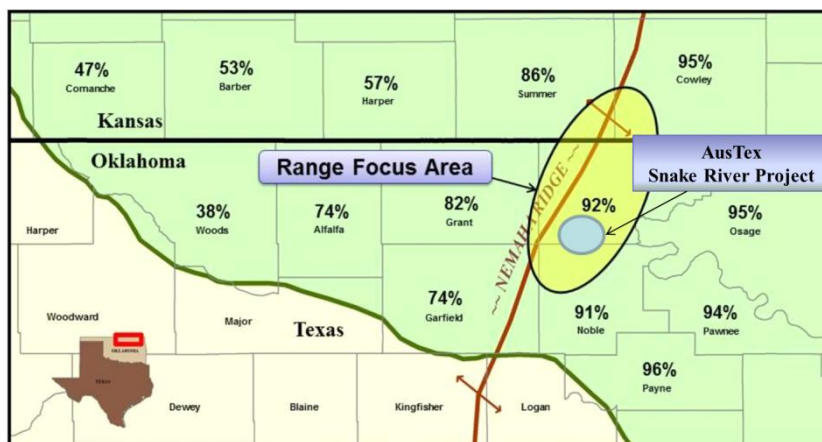 47%
Comanche
53%
Barber
57%
Harper
86%
Summer
95%
Cowley
Kansas
Oklahoma
Range Focus Area
AusTex
Snake River Project
~~ NEMAHA RIDGE ~~
Harper
38%
Woods
74%
Alfalfa
82%
Grant
92%
95%
Osage
Woodward
Major
Texas
74%
Garfield
91%
Noble
94%
Pawnee
OKLAHOMA
TEXAS
96%
Payne
Dewey
Blaine
Kingfisher
Logan